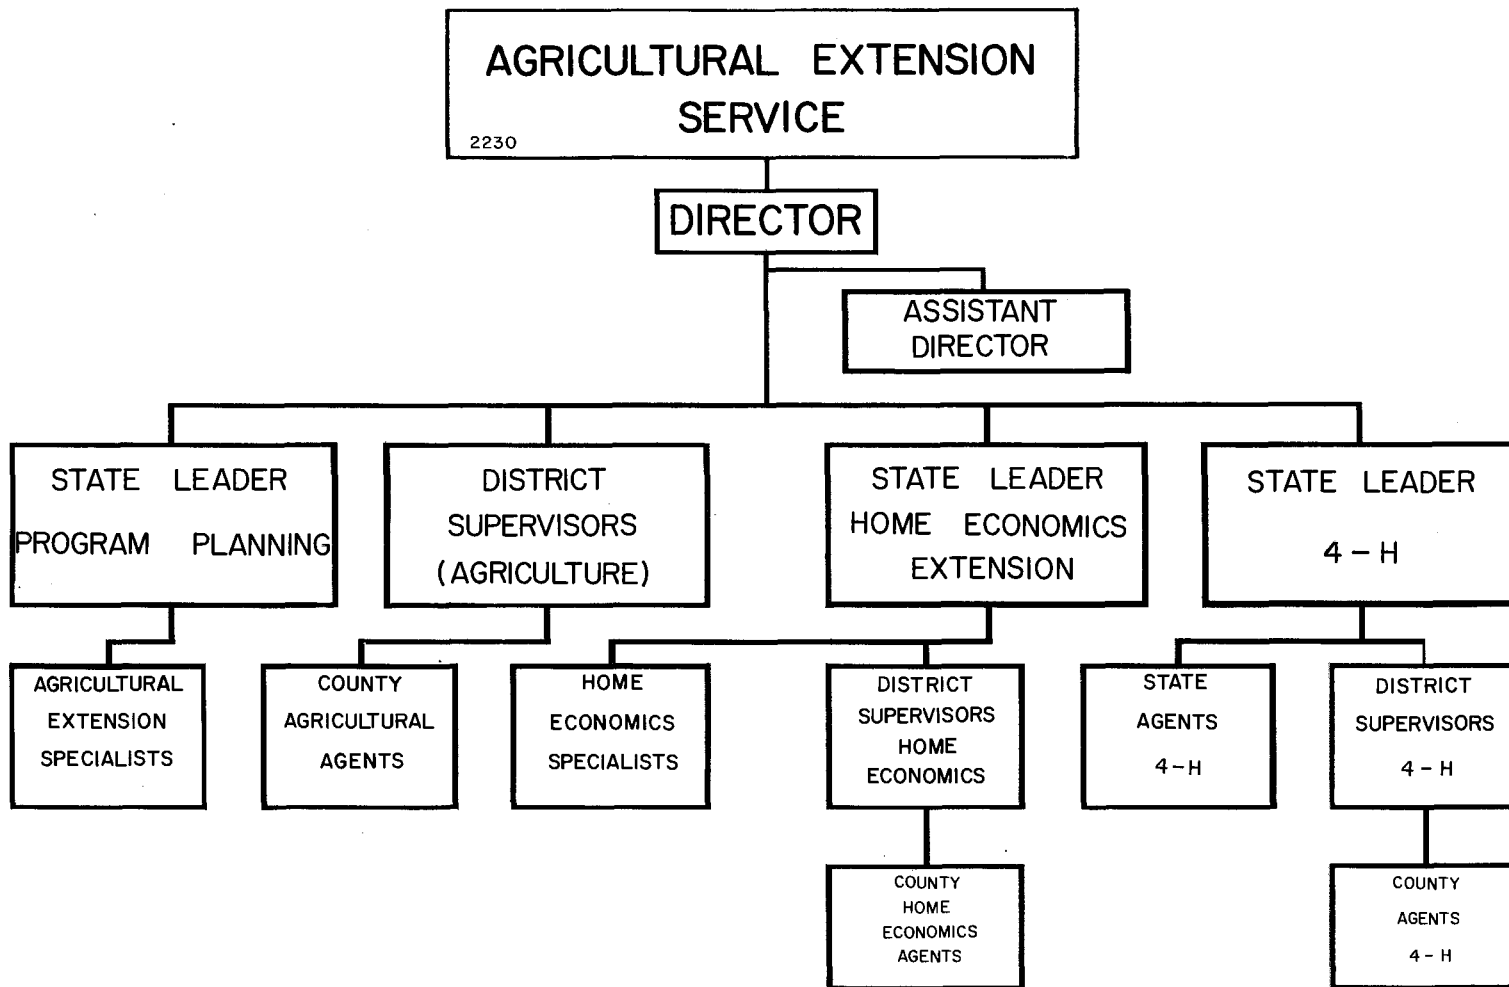 AGRICULTURAL EXTENSION
SERVICE
2230
DIRECTOR
ASSISTANT
DIRECTOR
STATE LEADER
PROGRAM PLANNING
DISTRICT
SUPERVISORS
(AGRICULTURE)
STATE LEADER
HOME ECONOMICS
EXTENSION
STATE LEADER
4-H
AGRICULTURAL
EXTENSION
SPECIALISTS
COUNTY
AGRICULTURAL
AGENTS
HOME
ECONOMICS
SPECIALISTS
DISTRICT
SUPERVISORS
HOME
ECONOMICS
STATE
AGENTS
4-H
DISTRICT
SUPERVISORS
4-H
COUNTY
HOME
ECONOMICS
AGENTS
COUNTY
AGENTS
4-H